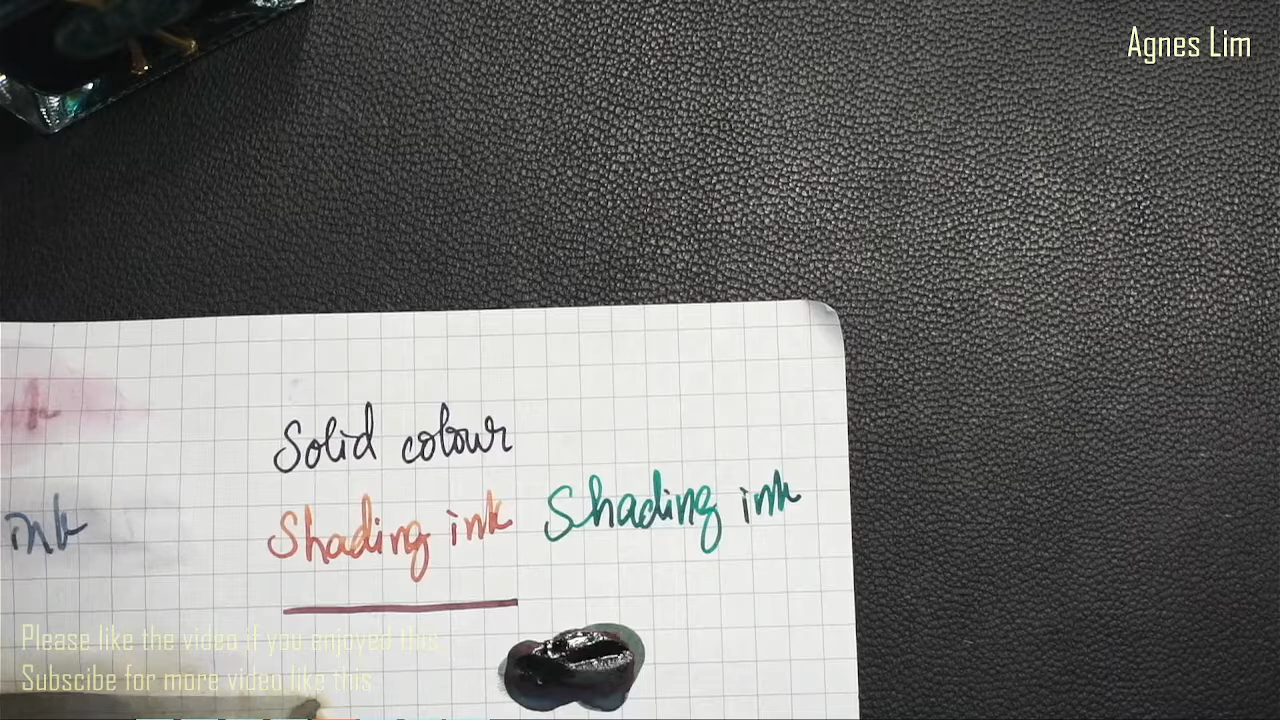 Agnes Lim
Solid colour
Shading ink Shading ink
ink
Please like the video if you enjoyed this
Subscibe for more video like this